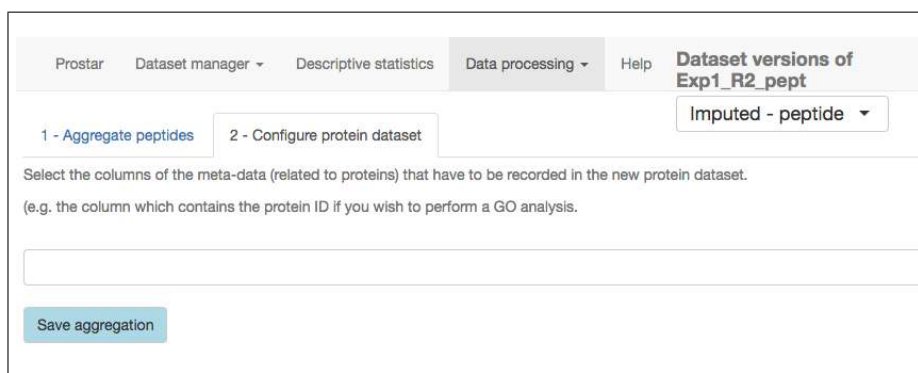 Prostar Dataset manager Descriptive statistics Data processing Help
Dataset versions of
Exp1_R2_pept
Imputed - peptide
1 - Aggregate peptides 2 - Configure protein dataset
Select the columns of the meta-data (related to proteins) that have to be recorded in the new protein dataset.
(e.g. the column which contains the protein ID if you wish to perform a GO analysis.
Save aggregation